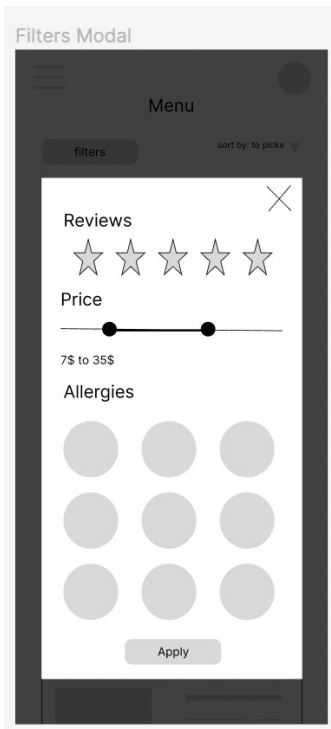 Filters Modal
Menu
filters
sort by: to picks
Reviews
Price
7$ to 35$
Allergies
Apply